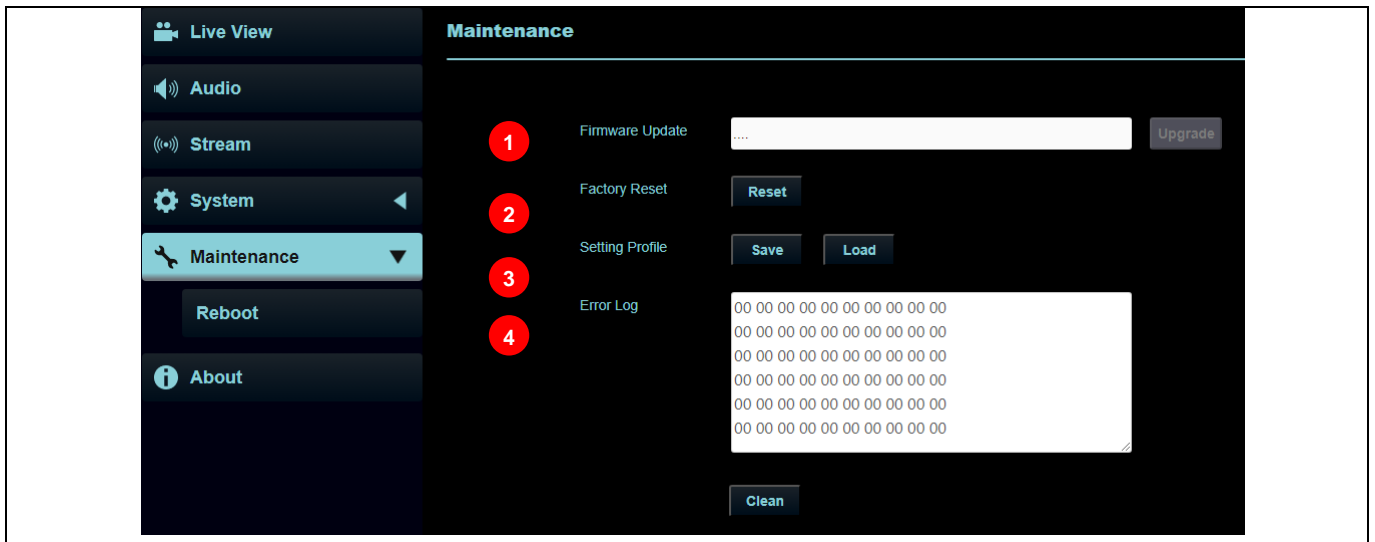 Live View
Audio
Stream
System
Maintenance
Reboot
About
Maintenance
1 Firmware Update .... Upgrade
2 Factory Reset Reset
3 Setting Profile Save Load
4 Error Log
00 00 00 00 00 00 00 00 00 00
00 00 00 00 00 00 00 00 00 00
00 00 00 00 00 00 00 00 00 00
00 00 00 00 00 00 00 00 00 00
00 00 00 00 00 00 00 00 00 00
00 00 00 00 00 00 00 00 00 00
Clean